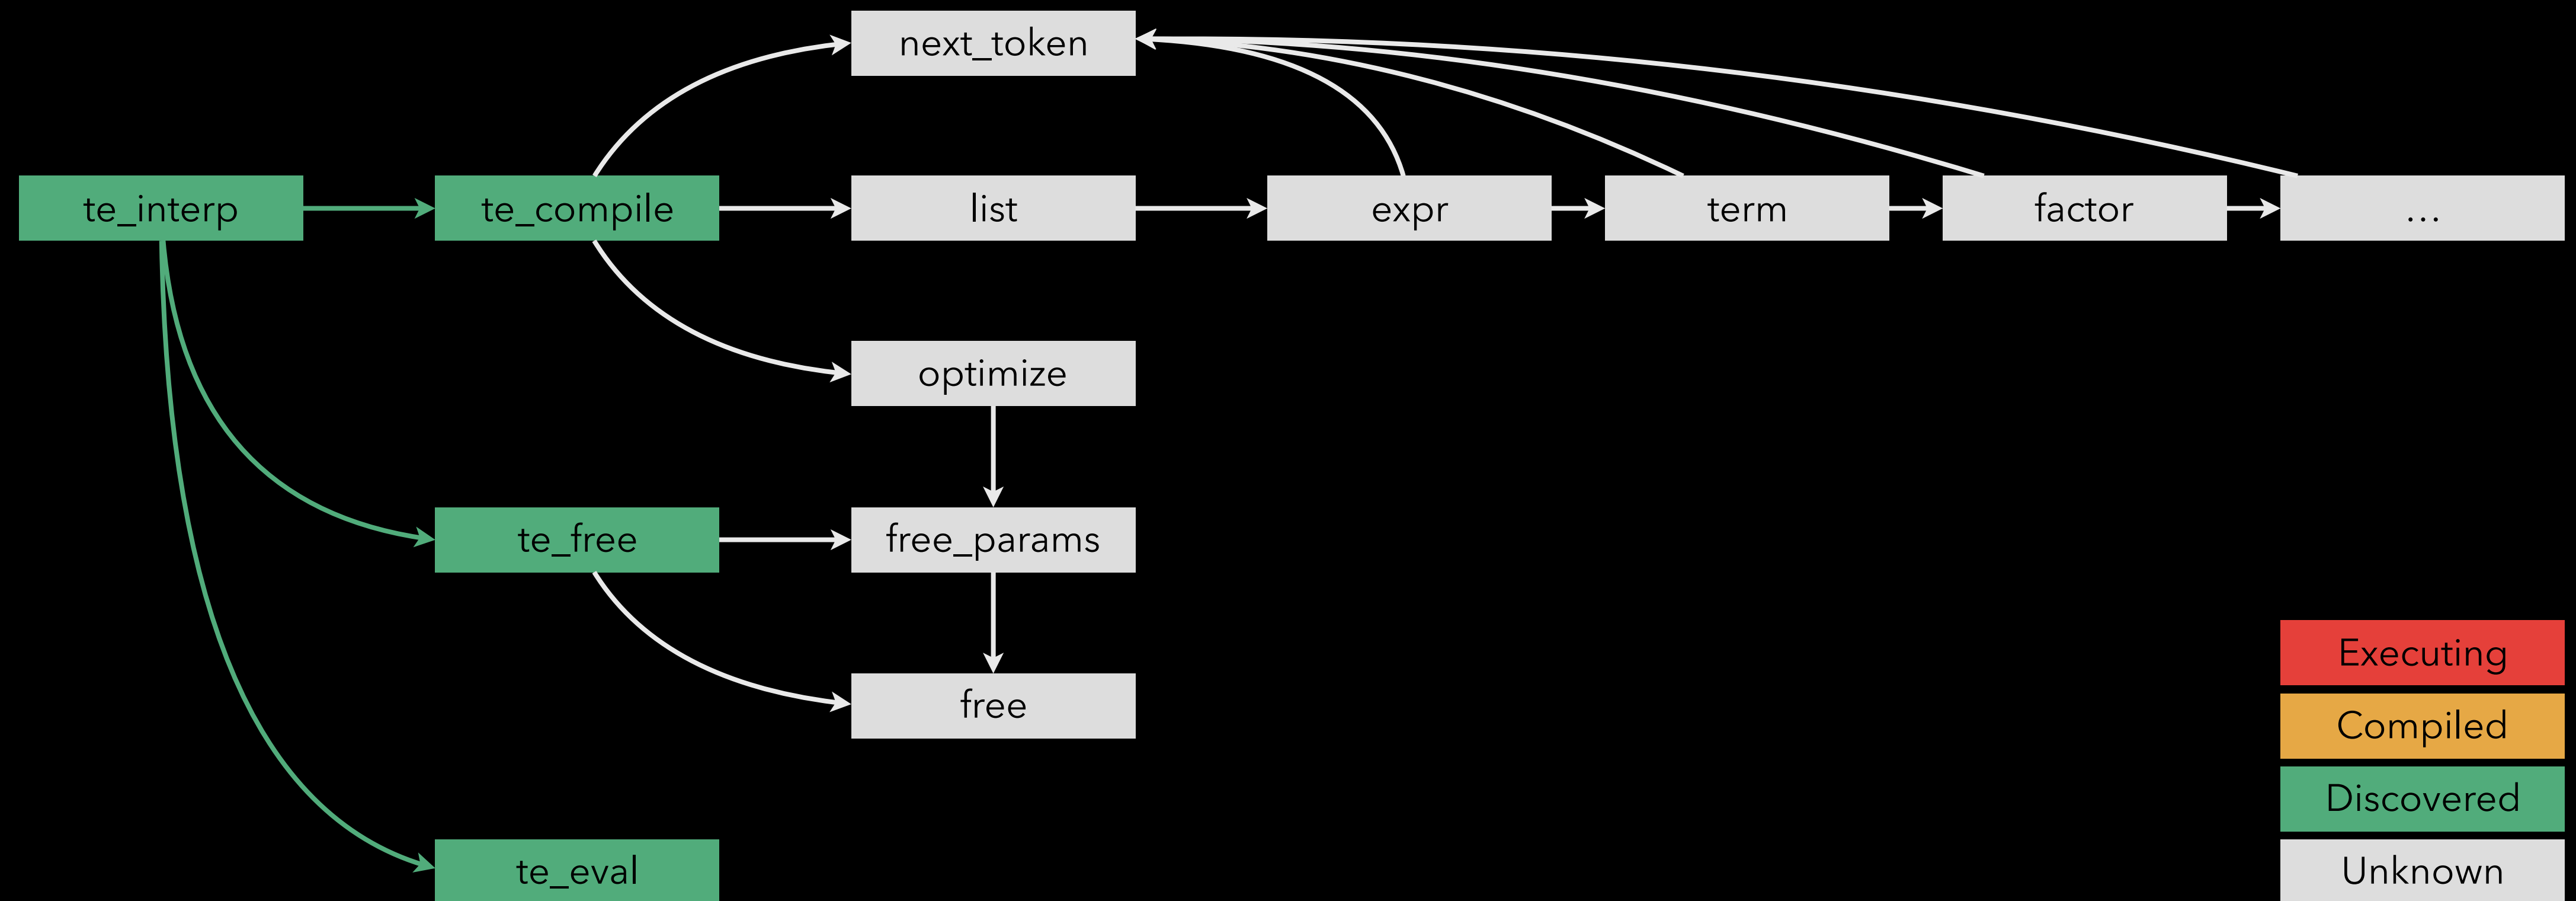 next_token
te_interp
te_compile
list
expr
term
factor
...
optimize
te_free
free_params
free
te_eval
Executing
Compiled
Discovered
Unknown